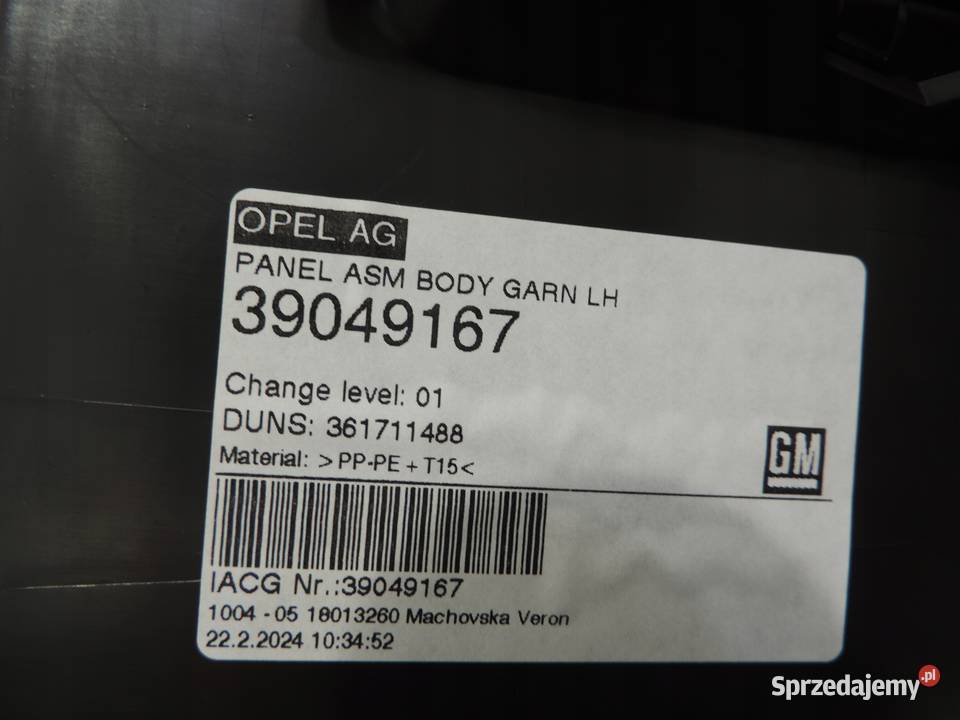 OPEL AG
PANEL ASM BODY GARN LH
39049167
Change level: 01
DUNS: 361711488
Material: >PP-PE + T15<
GM
IACG Nr.:39049167
1004 - 05 18013260 Machovska Veron
22.2.2024 10:34:52
Sprzedajemy.pl